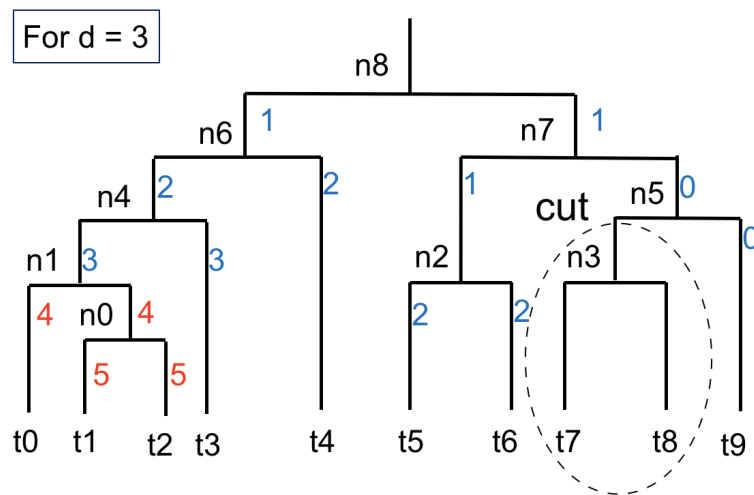 For d = 3
n8
n6 1 n7 1
n4 2 2 1 n5 0
cut
n1 3 3 n2 n3 0
4 n0 4 2 2
5 5
t0 t1 t2 t3 t4 t5 t6 t7 t8 t9